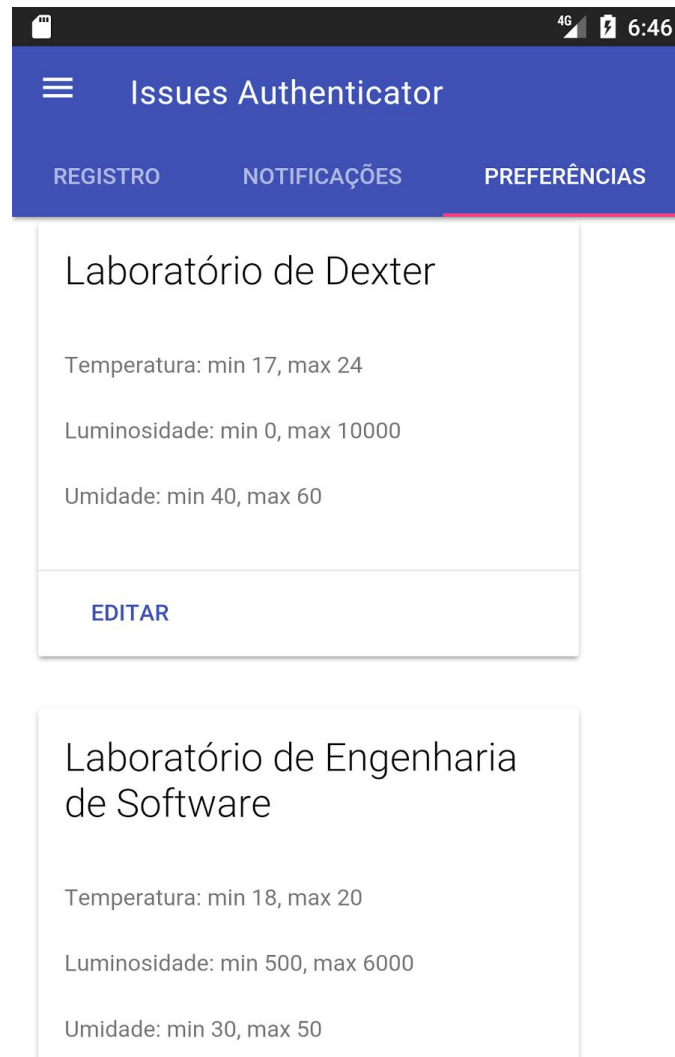 4G 6:46
Issues Authenticator
REGISTRO NOTIFICAÇÕES PREFERÊNCIAS
Laboratório de Dexter
Temperatura: min 17, max 24
Luminosidade: min 0, max 10000
Umidade: min 40, max 60
EDITAR
Laboratório de Engenharia
de Software
Temperatura: min 18, max 20
Luminosidade: min 500, max 6000
Umidade: min 30, max 50